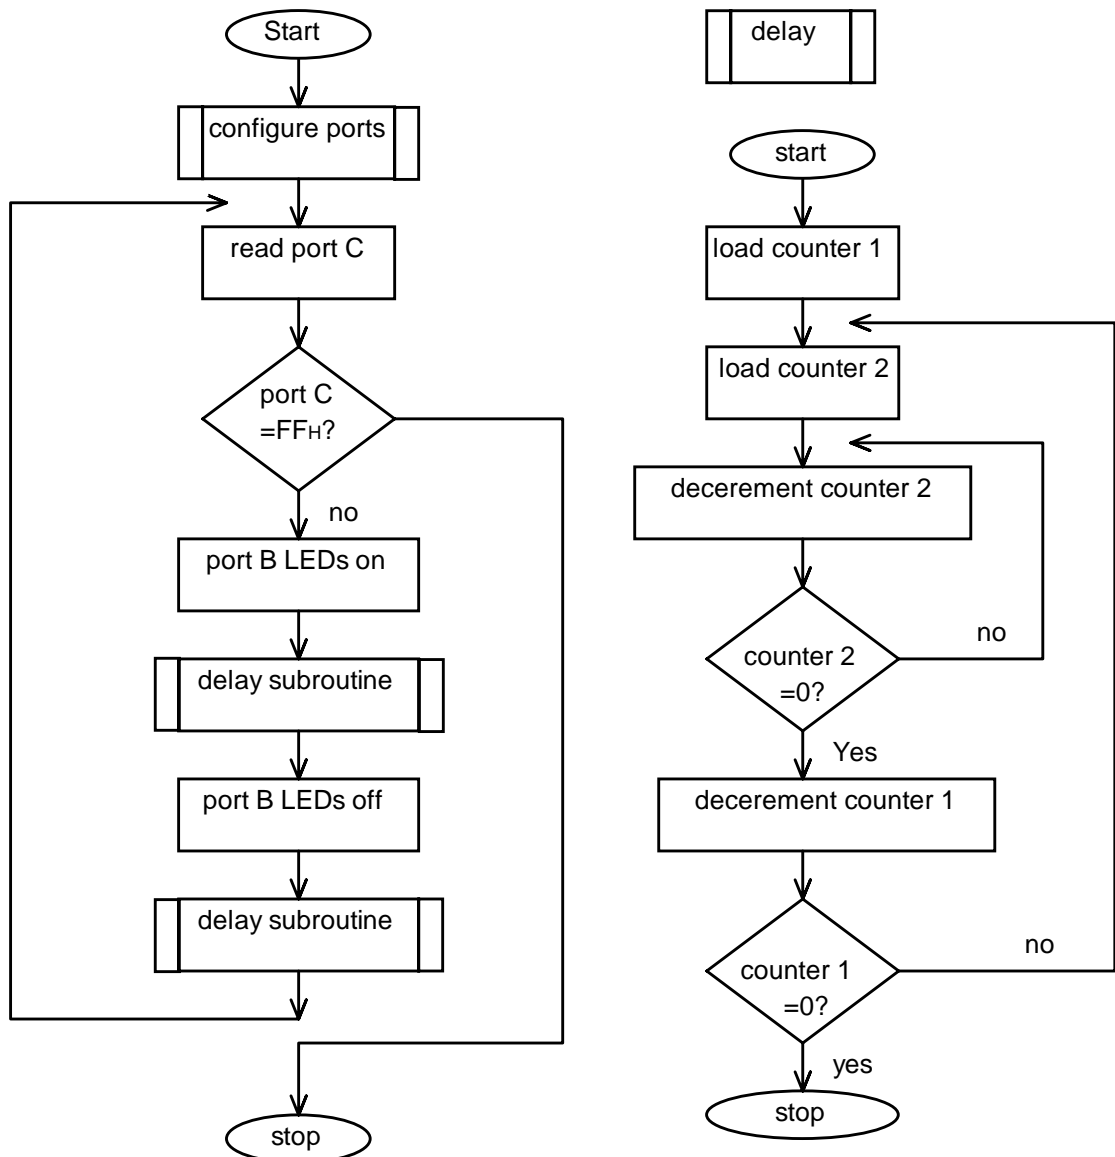 Start
configure ports
read port C
port C
=FFH?
no
port B LEDs on
delay subroutine
port B LEDs off
delay subroutine
stop
delay
start
load counter 1
load counter 2
decerement counter 2
counter 2
=0?
no
Yes
decerement counter 1
counter 1
=0?
no
yes
stop